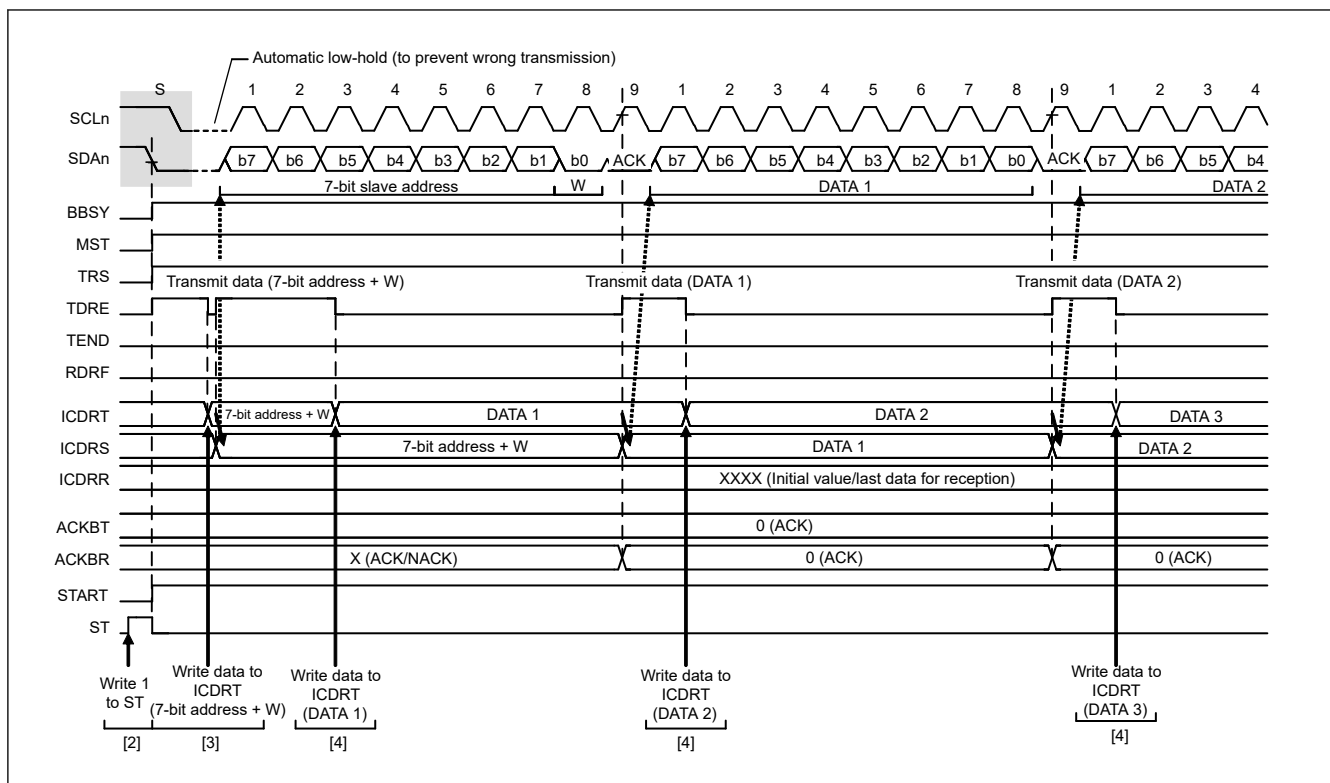 Automatic low-hold (to prevent wrong transmission)
S 1 2 3 4 5 6 7 8 9 1 2 3 4 5 6 7 8 9 1 2 3 4
SCLn
SDAn b7 b6 b5 b4 b3 b2 b1 b0 ACK b7 b6 b5 b4 b3 b2 b1 b0 ACK b7 b6 b5 b4
7-bit slave address W DATA 1 DATA 2
BBSY
MST
TRS
Transmit data (7-bit address + W) Transmit data (DATA 1) Transmit data (DATA 2)
TDRE
TEND
RDRF
ICDRT 7-bit address + W DATA 1 DATA 2 DATA 3
ICDRS 7-bit address + W DATA 1 DATA 2
ICDRR XXXX (Initial value/last data for reception)
ACKBT 0 (ACK)
ACKBR X (ACK/NACK) 0 (ACK) 0 (ACK)
START
ST
Write 1
to ST
[2]
Write data to
ICDRT
(7-bit address + W)
[3]
Write data to
ICDRT
(DATA 1)
[4]
Write data to
ICDRT
(DATA 2)
[4]
Write data to
ICDRT
(DATA 3)
[4]